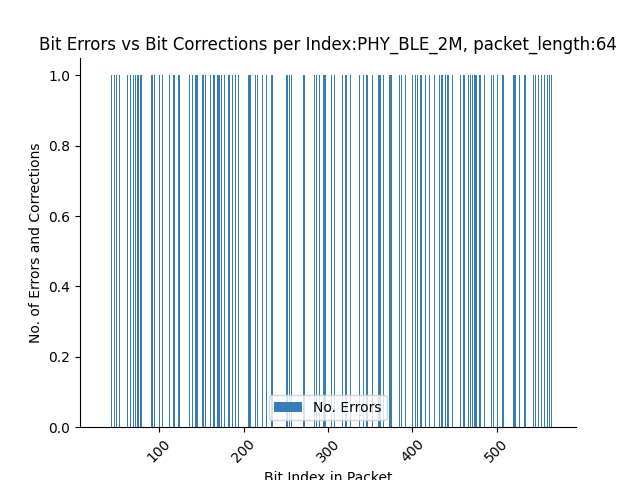 Bit Errors vs Bit Corrections per Index:PHY_BLE_2M, packet_length:64
1.0
0.8
0.6
0.4
0.2
0.0
No. of Errors and Corrections
No. Errors
100 200 300 400 500
Bit Index in Packet